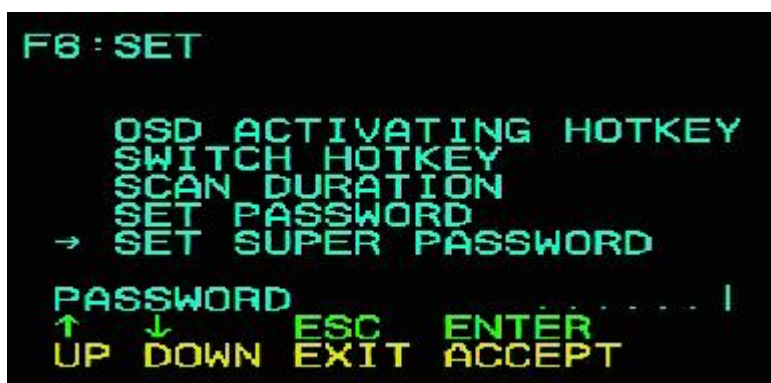 F6:SET
OSD ACTIVATING HOTKEY
SWITCH HOTKEY
SCAN DURATION
SET PASSWORD
→ SET SUPER PASSWORD
PASSWORD ...... |
↑ ↓ ESC ENTER
UP DOWN EXIT ACCEPT